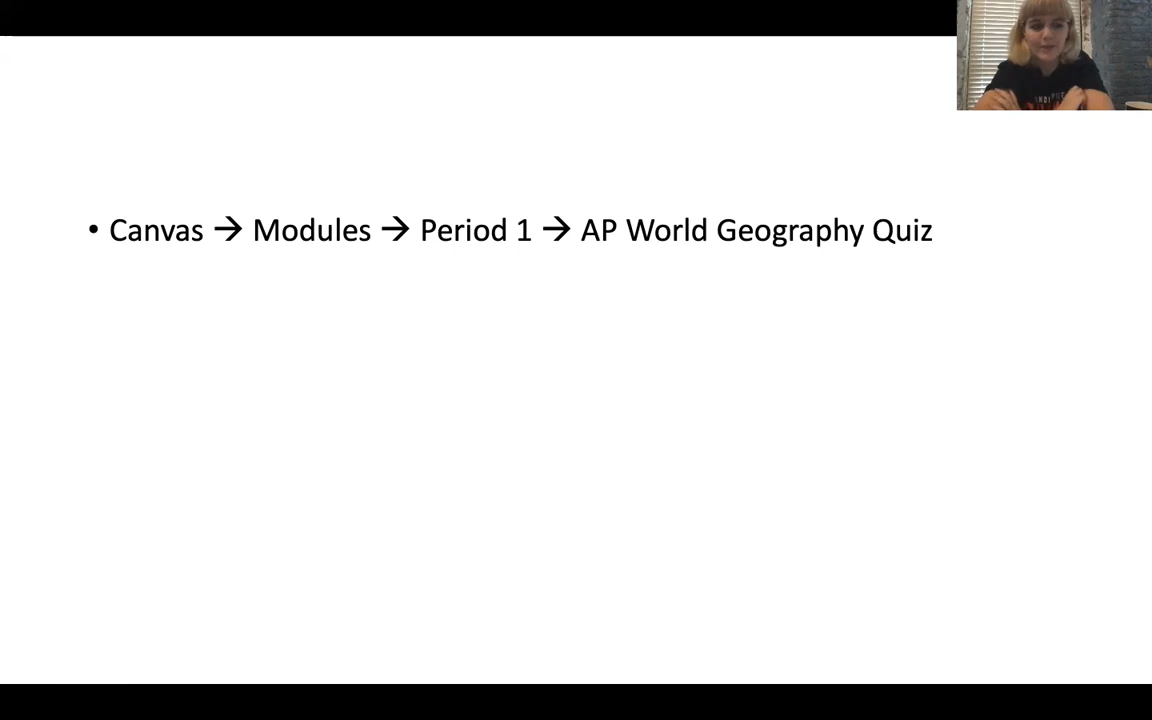 • Canvas → Modules → Period 1 → AP World Geography Quiz